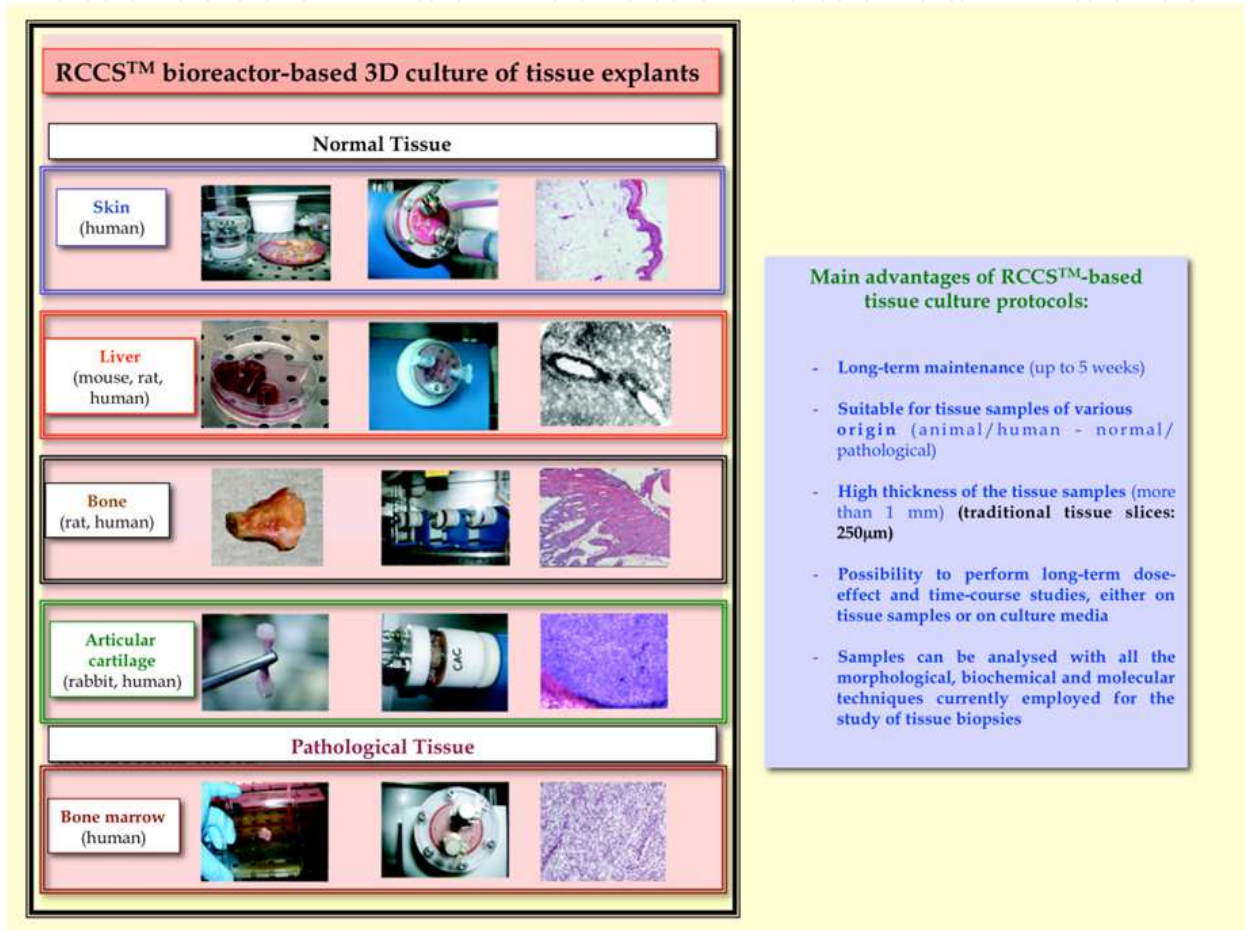 RCCS™ bioreactor-based 3D culture of tissue explants
Normal Tissue
Skin
(human)
Liver
(mouse, rat,
human)
Bone
(rat, human)
Articular
cartilage
(rabbit, human)
CAC
Pathological Tissue
Bone marrow
(human)
Main advantages of RCCS™-based
tissue culture protocols:
- Long-term maintenance (up to 5 weeks)
- Suitable for tissue samples of various
origin (animal/human - normal/
pathological)
- High thickness of the tissue samples (more
than 1 mm) (traditional tissue slices:
250μm)
- Possibility to perform long-term dose-
effect and time-course studies, either on
tissue samples or on culture media
- Samples can be analysed with all the
morphological, biochemical and molecular
techniques currently employed for the
study of tissue biopsies